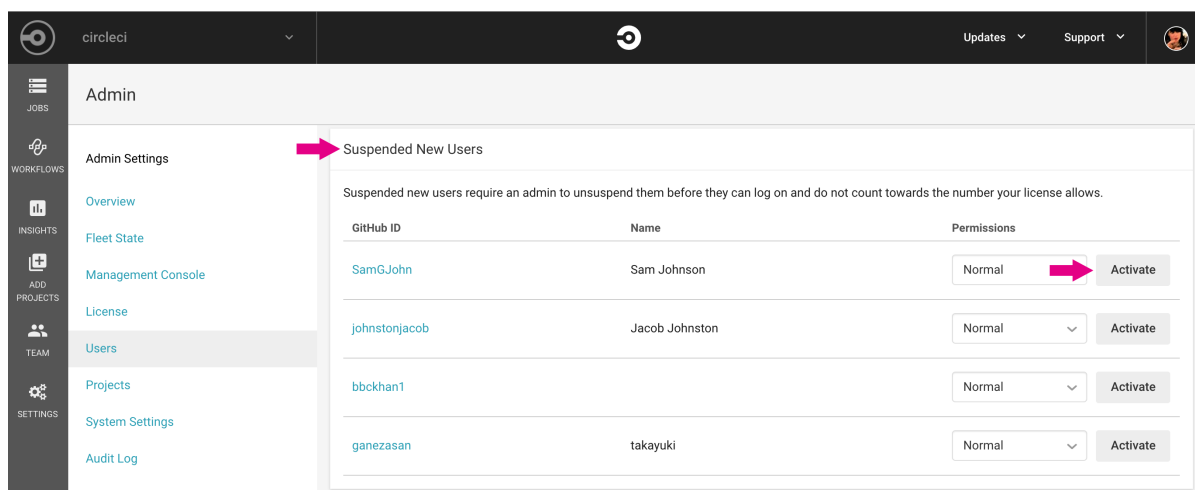 circleci
Updates
Support
JOBS
WORKFLOWS
INSIGHTS
ADD
PROJECTS
TEAM
SETTINGS
Admin
Admin Settings
Overview
Fleet State
Management Console
License
Users
Projects
System Settings
Audit Log
Suspended New Users
Suspended new users require an admin to unsuspend them before they can log on and do not count towards the number your license allows.
GitHub ID Name Permissions
SamGJohn Sam Johnson Normal Activate
johnstonjacob Jacob Johnston Normal Activate
bbckhan1 Normal Activate
ganezasan takayuki Normal Activate